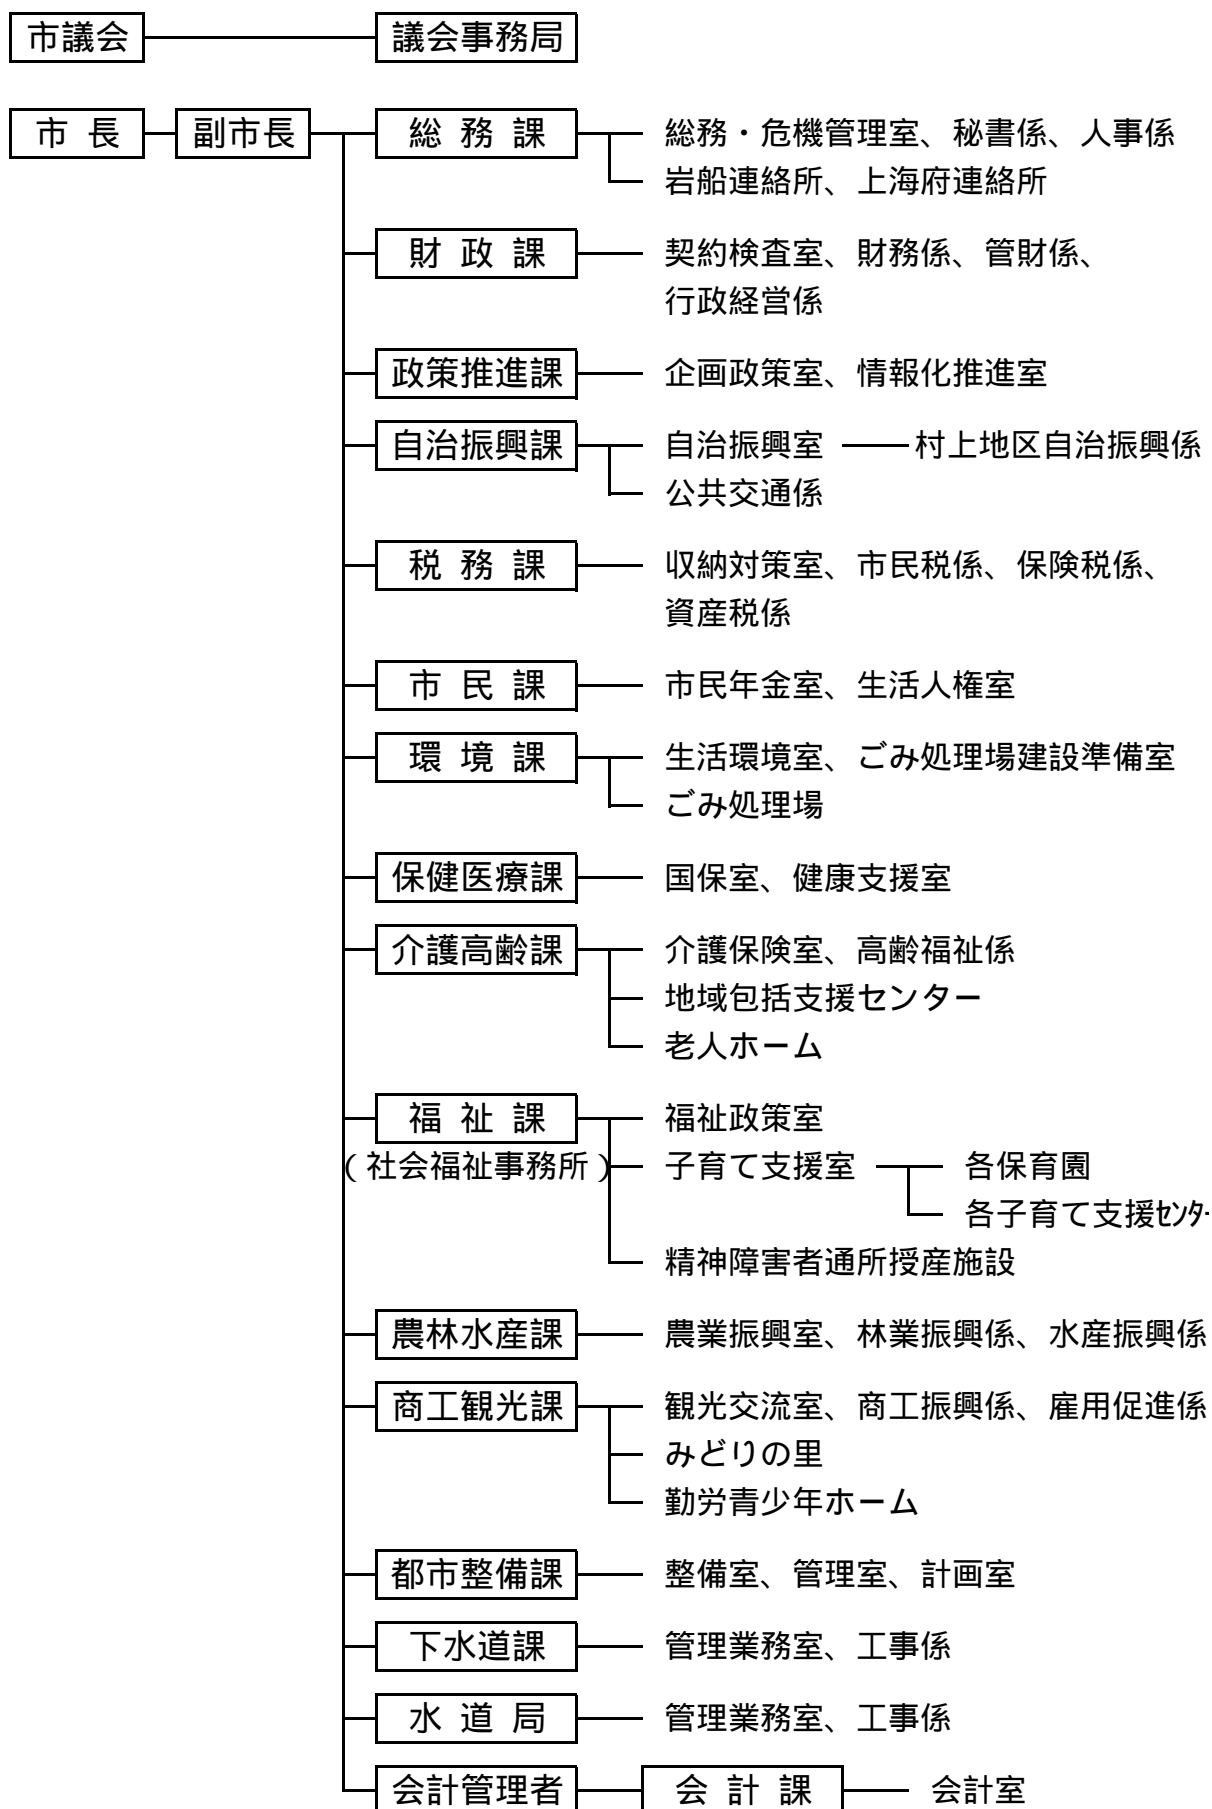 市議会 議会事務局
市 長 副市長 総 務 課 総務・危機管理室、秘書係、人事係
岩船連絡所、上海府連絡所
財 政 課 契約検査室、財務係、管財係、
行政経営係
政策推進課 企画政策室、情報化推進室
自治振興課 自治振興室 村上地区自治振興係
公共交通係
税 務 課 収納対策室、市民税係、保険税係、
資産税係
市 民 課 市民年金室、生活人権室
環 境 課 生活環境室、ごみ処理場建設準備室
ごみ処理場
保健医療課 国保室、健康支援室
介護高齢課 介護保険室、高齢福祉係
地域包括支援センター
老人ホーム
福 祉 課 福祉政策室
(社会福祉事務所) 子育て支援室 各保育園
各子育て支援ｾﾝﾀｰ
精神障害者通所授産施設
農林水産課 農業振興室、林業振興係、水産振興係
商工観光課 観光交流室、商工振興係、雇用促進係
みどりの里
勤労青少年ホーム
都市整備課 整備室、管理室、計画室
下水道課 管理業務室、工事係
水 道 局 管理業務室、工事係
会計管理者 会 計 課 会計室